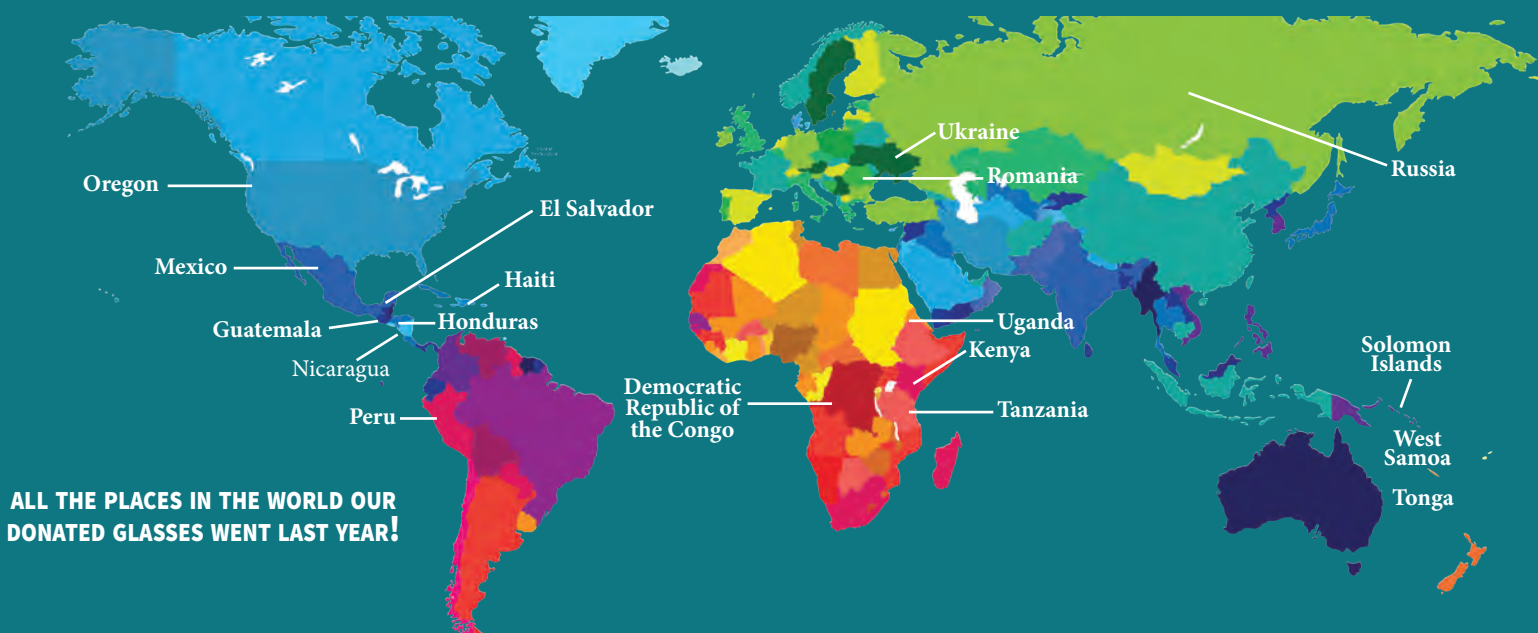 Oregon
Mexico
Guatemala
Nicaragua
Peru
El Salvador
Haiti
Honduras
Ukraine
Romania
Russia
Uganda
Kenya
Democratic
Republic of
the Congo
Tanzania
Solomon
Islands
West
Samoa
Tonga
ALL THE PLACES IN THE WORLD OUR
DONATED GLASSES WENT LAST YEAR!